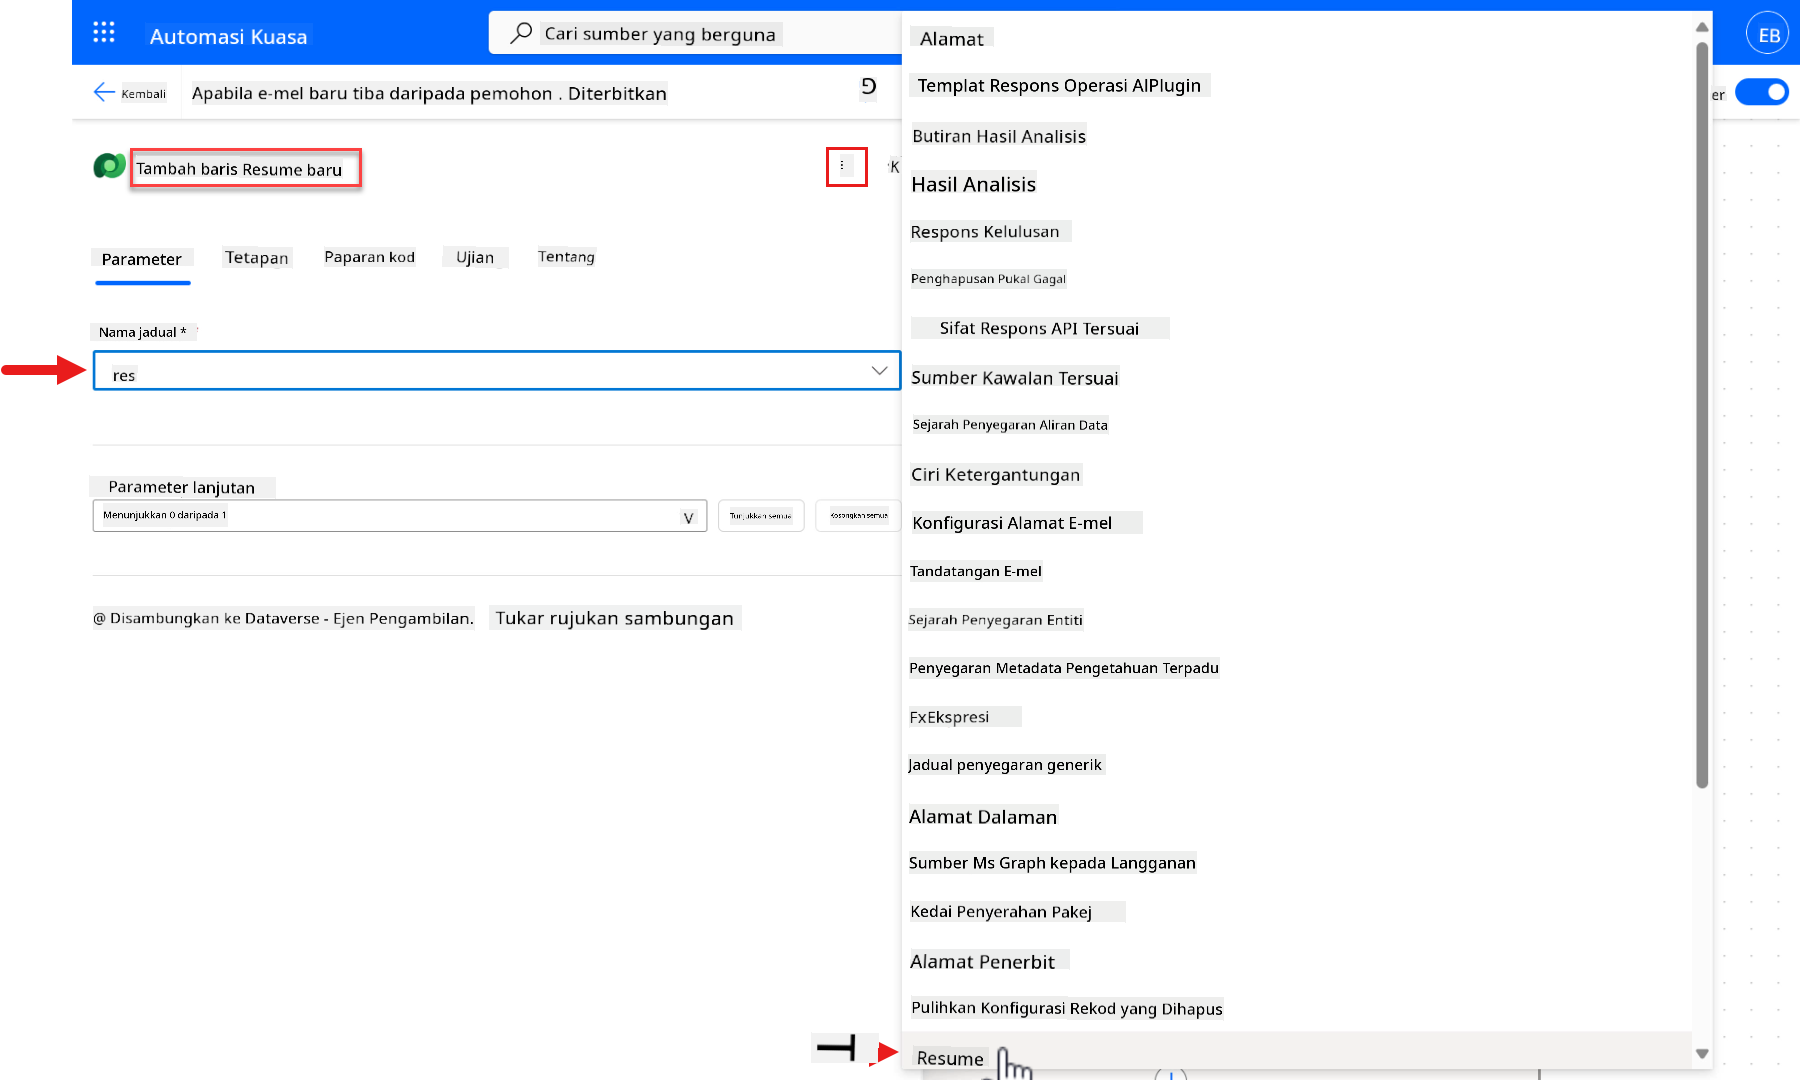 Automasi Kuasa
Cari sumber yang berguna
EB
Kembali
Apabila e-mel baru tiba daripada pemohon . Diterbitkan
er
Tambah baris Resume baru
K
Parameter
Tetapan
Paparan kod
Ujian
Tentang
Nama jadual *
res
Parameter lanjutan
Menunjukkan 0 daripada 1
V
Tunjukkan semua
Kosongkan semua
@ Disambungkan ke Dataverse - Ejen Pengambilan.
Tukar rujukan sambungan
Alamat
Templat Respons Operasi AIPlugin
Butiran Hasil Analisis
Hasil Analisis
Respons Kelulusan
Penghapusan Pukal Gagal
Sifat Respons API Tersuai
Sumber Kawalan Tersuai
Sejarah Penyegaran Aliran Data
Ciri Ketergantungan
Konfigurasi Alamat E-mel
Tandatangan E-mel
Sejarah Penyegaran Entiti
Penyegaran Metadata Pengetahuan Terpadu
FxEkspresi
Jadual penyegaran generik
Alamat Dalaman
Sumber Ms Graph kepada Langganan
Kedai Penyerahan Pakej
Alamat Penerbit
Pulihkan Konfigurasi Rekod yang Dihapus
Resume